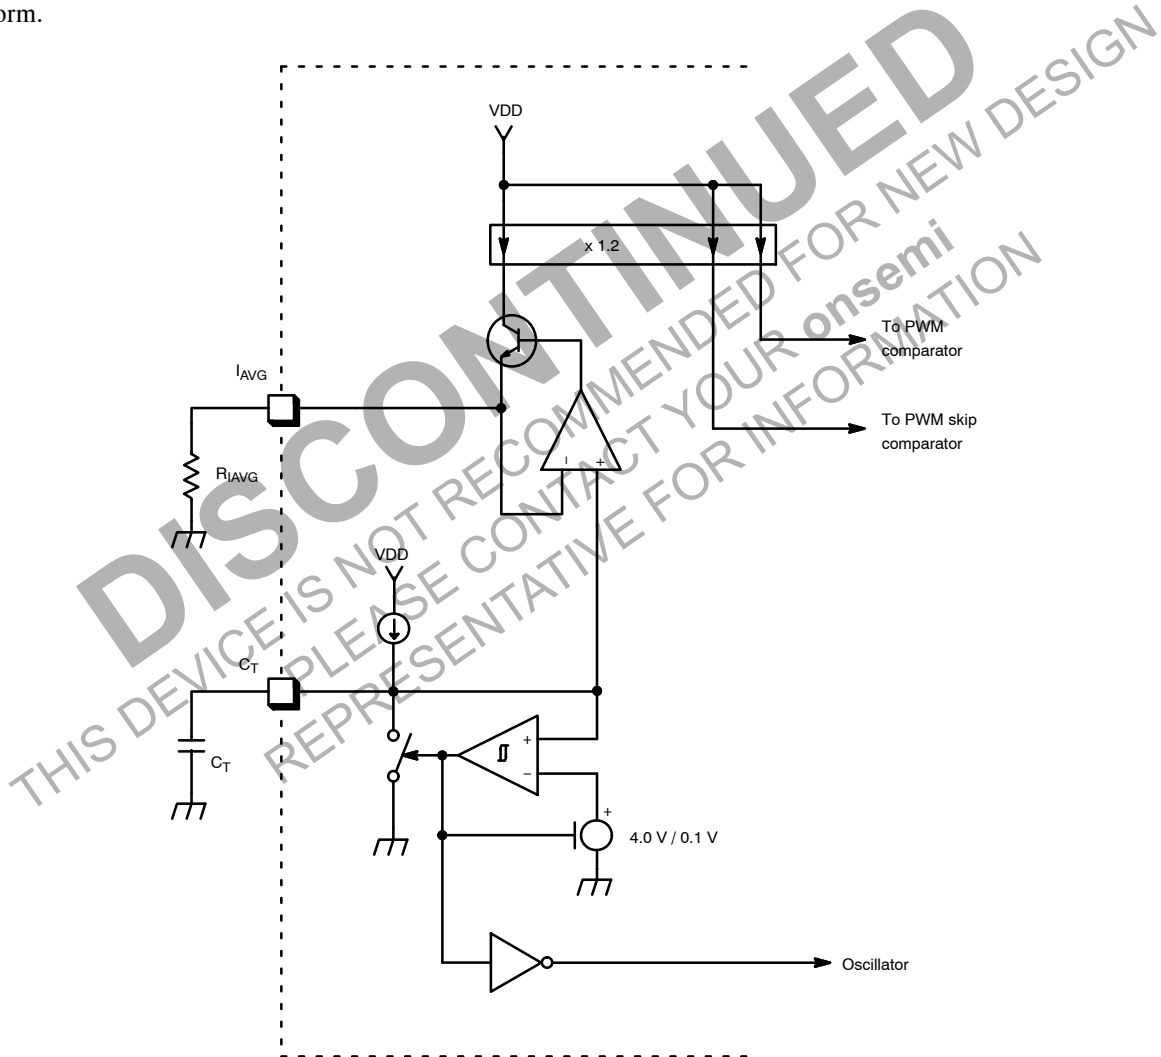 orm.
VDD
x 1.2
To PWM
comparator
IAVG
To PWM skip
comparator
RIAVG
VDD
CT
CT
4.0 V / 0.1 V
Oscillator
+
−
+
−
+
DISCONTINUED
THIS DEVICE IS NOT RECOMMENDED FOR NEW DESIGN
PLEASE CONTACT YOUR onsemi
REPRESENTATIVE FOR INFORMATION